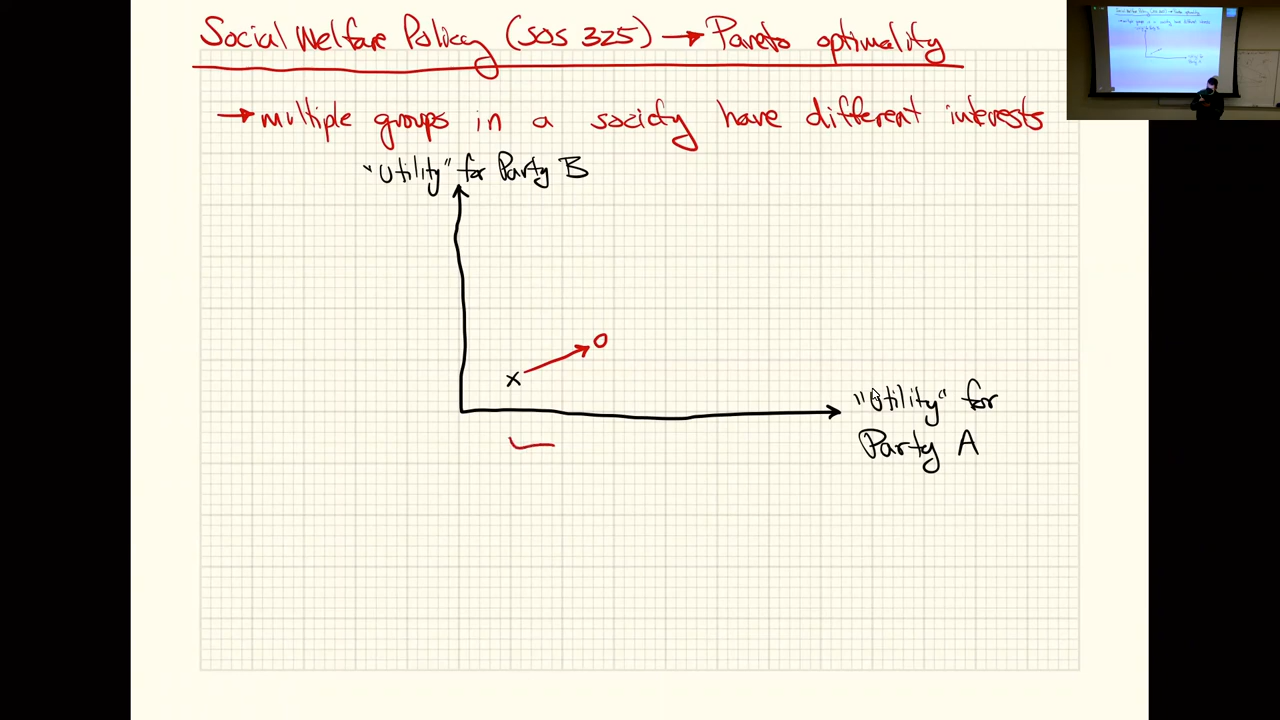 Social Welfare Policy (SOS 325) → Pareto optimality
→ multiple groups in a society have different interests
"Utility" for Party B
X
O
"Utility" for
Party A